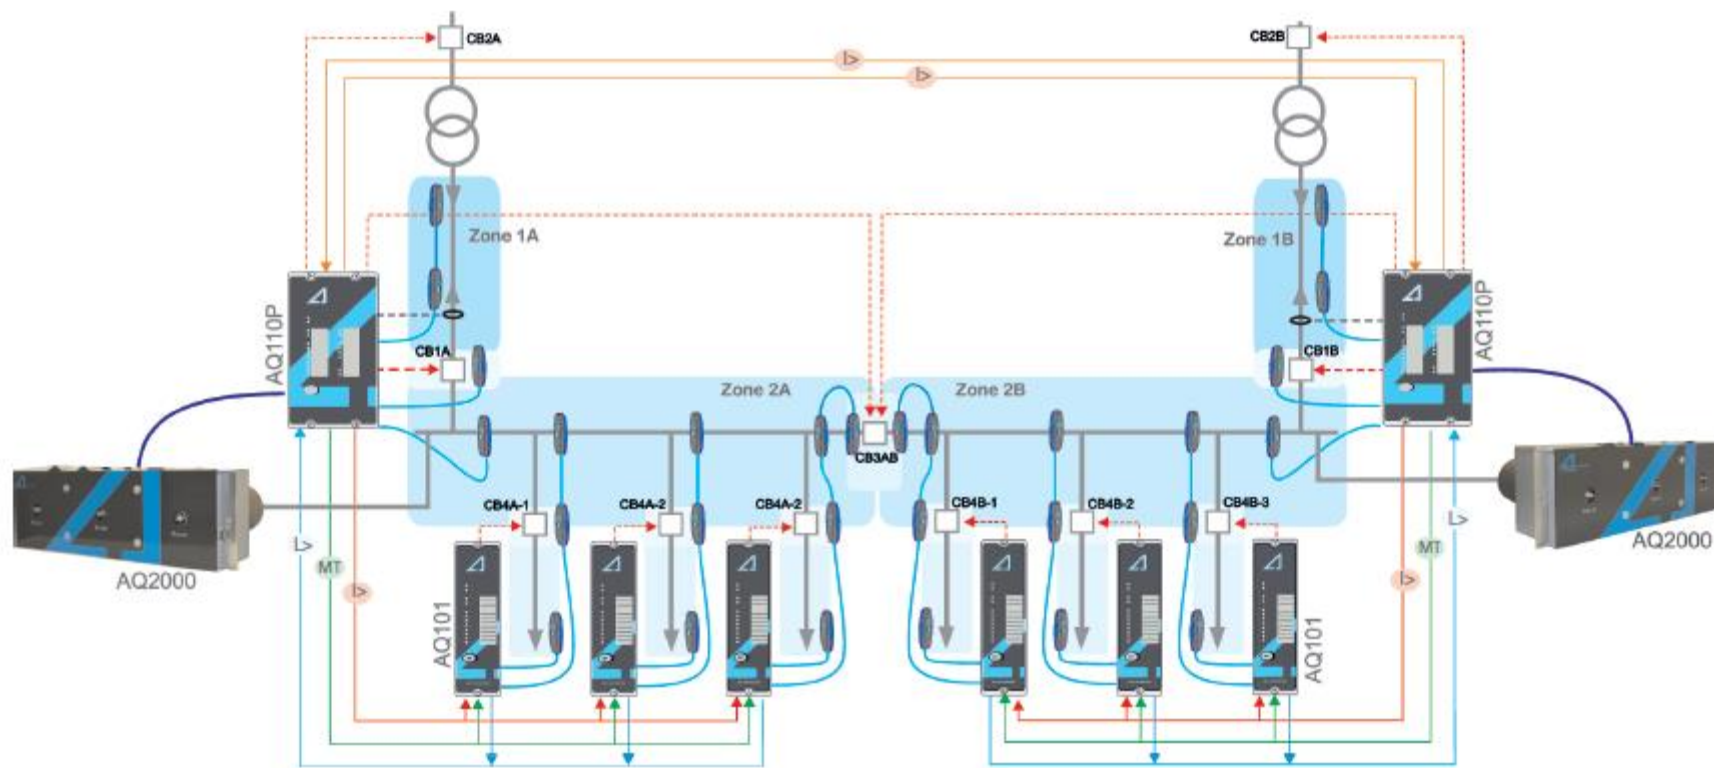 CB2A
CB2B
I>
I>
Zone 1A
Zone 1B
AQ110P
AQ110P
CB1A
CB1B
Zone 2A
Zone 2B
CB3AB
CB4A-1
CB4A-2
CB4A-2
CB4B-1
CB4B-2
CB4B-3
L>
MT
I>
L>
MT
I>
AQ2000
AQ2000
AQ101
AQ101